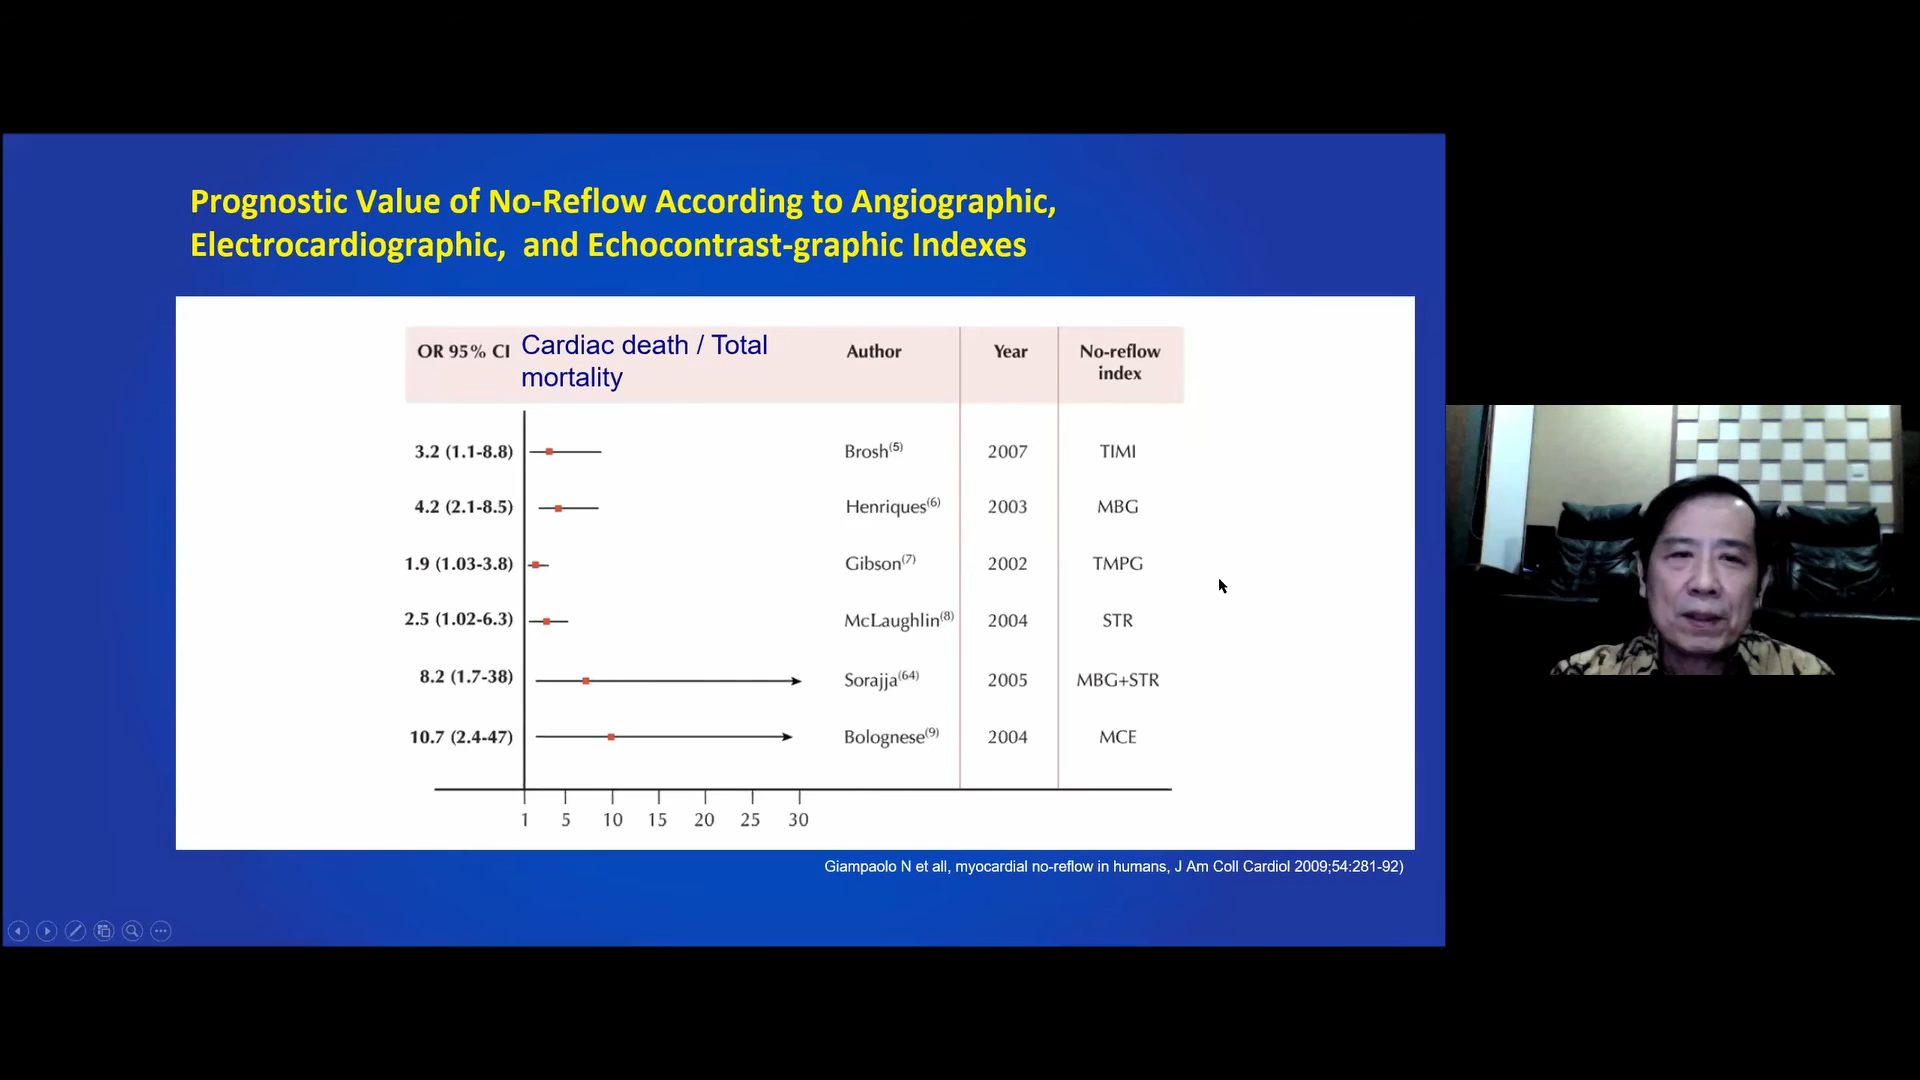 Prognostic Value of No-Reflow According to Angiographic,
Electrocardiographic,  and Echocontrast-graphic Indexes
OR 95% CI Cardiac death / Total mortality Author Year No-reflow index
3.2 (1.1-8.8) Brosh(5) 2007 TIMI
4.2 (2.1-8.5) Henriques(6) 2003 MBG
1.9 (1.03-3.8) Gibson(7) 2002 TMPG
2.5 (1.02-6.3) McLaughlin(8) 2004 STR
8.2 (1.7-38) Sorajja(64) 2005 MBG+STR
10.7 (2.4-47) Bolognese(9) 2004 MCE
1 5 10 15 20 25 30
Giampaolo N et all, myocardial no-reflow in humans, J Am Coll Cardiol 2009;54:281-92)